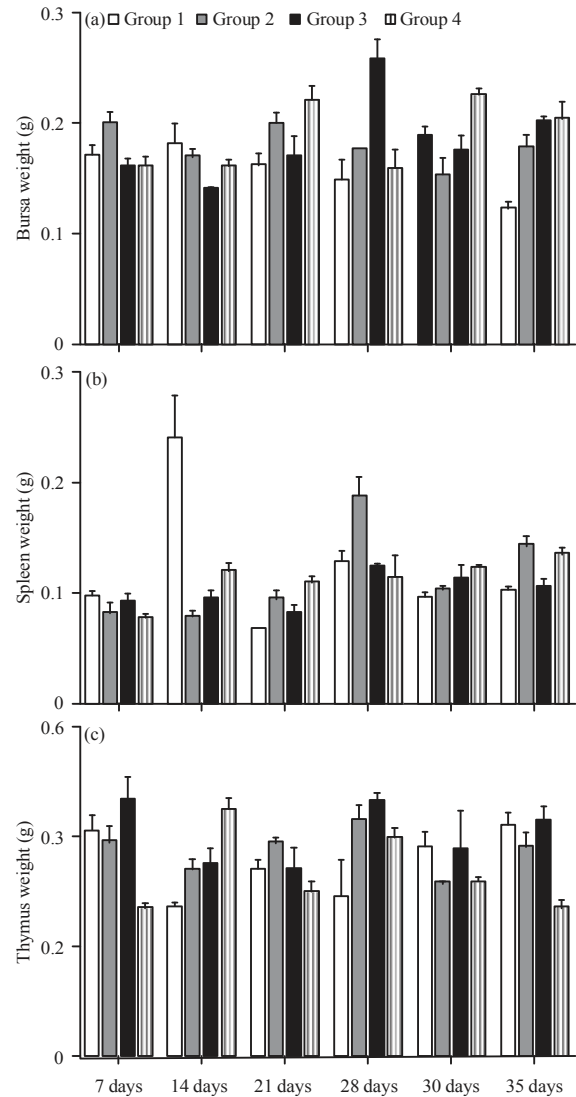 (a) Group 1 Group 2 Group 3 Group 4
0.3
0.2
0.1
0
Bursa weight (g)
(b)
0.3
0.2
0.1
0
Spleen weight (g)
(c)
0.6
0.3
0.2
0
Thymus weight (g)
7 days 14 days 21 days 28 days 30 days 35 days